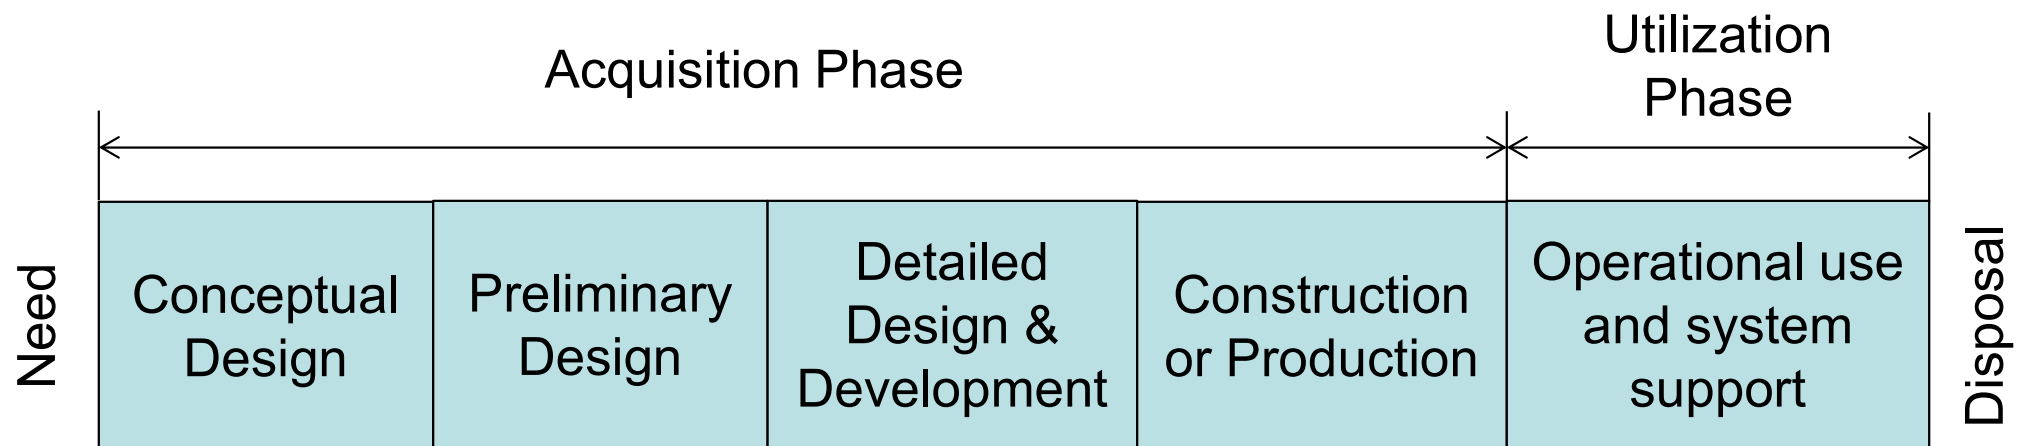 Acquisition Phase
Utilization
Phase
Need
Conceptual
Design
Preliminary
Design
Detailed
Design &
Development
Construction
or Production
Operational use
and system
support
Disposal